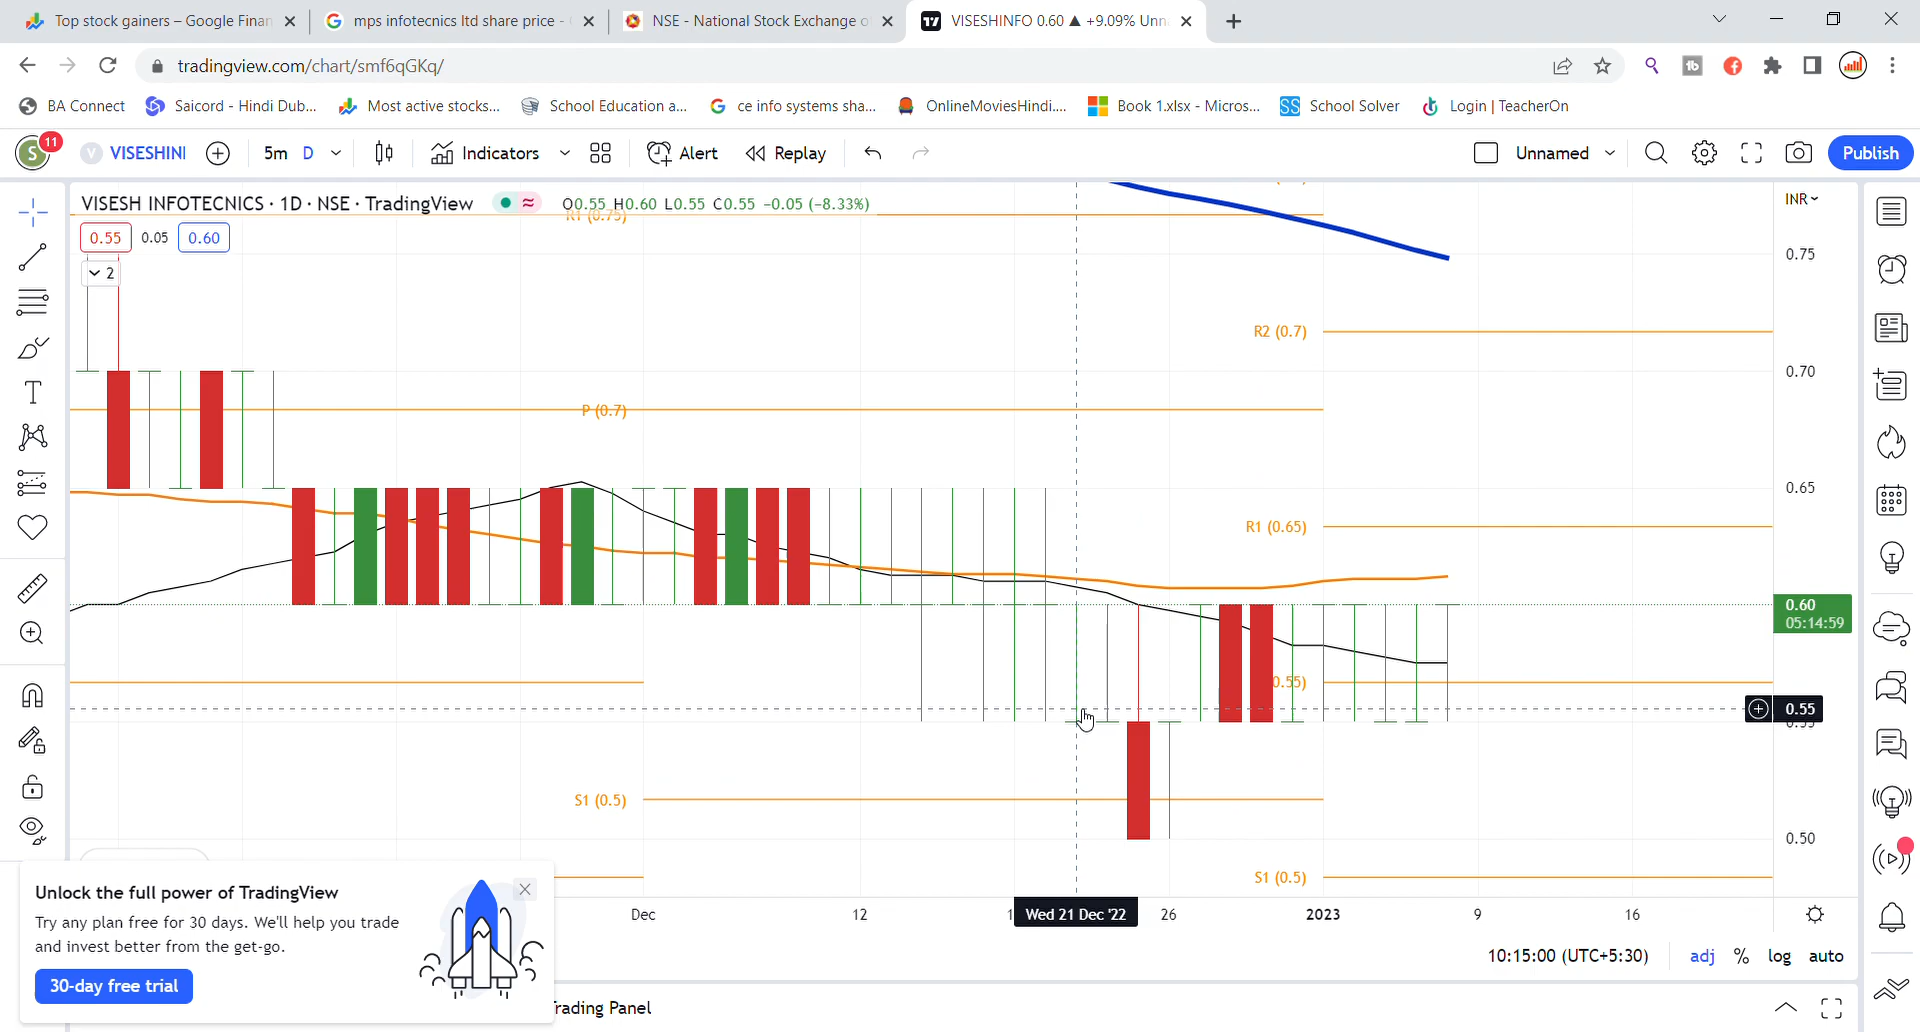 Top stock gainers – Google Finan
mps infotecnics ltd share price -
NSE - National Stock Exchange o
VISESHINFO 0.60 ▲ +9.09% Unn
tradingview.com/chart/smf6qGKq/
BA Connect
Saicord - Hindi Dub...
Most active stocks...
School Education a...
ce info systems sha...
OnlineMoviesHindi....
Book 1.xlsx - Micros...
School Solver
Login | TeacherOn
S
11
V
VISESHINI
5m
D
Indicators
Alert
Replay
Unnamed
Publish
VISESH INFOTECNICS · 1D · NSE · TradingView
O0.55 H0.60 L0.55 C0.55 −0.05 (−8.33%)
INR
R1 (0.75)
0.55
0.05
0.60
0.75
2
R2 (0.7)
0.70
P (0.7)
0.65
R1 (0.65)
0.60
05:14:59
0.55)
0.55
S1 (0.5)
0.50
S1 (0.5)
Unlock the full power of TradingView
Try any plan free for 30 days. We'll help you trade
and invest better from the get-go.
30-day free trial
Dec
12
Wed 21 Dec '22
26
2023
9
16
10:15:00 (UTC+5:30)
adj
%
log
auto
rading Panel